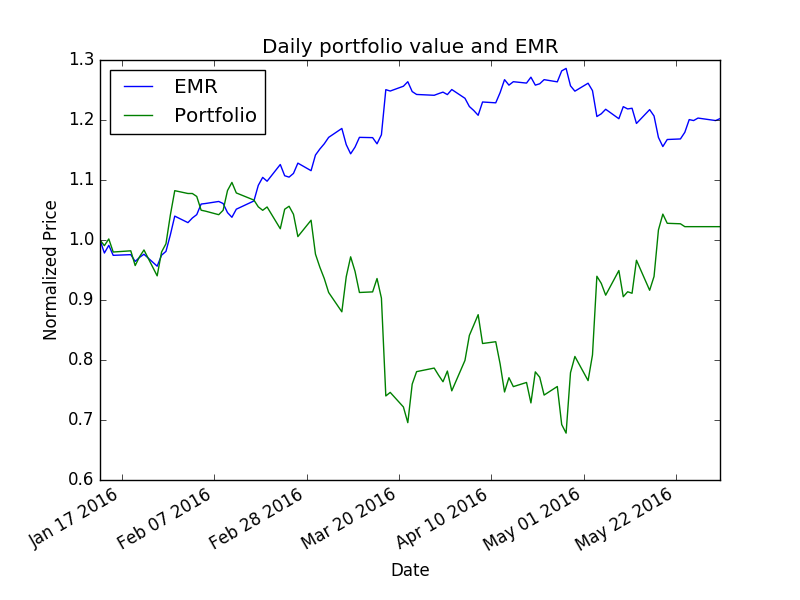 Daily portfolio value and EMR
EMR
Portfolio
1.3
1.2
1.1
1.0
0.9
0.8
0.7
0.6
Normalized Price
Jan 17 2016
Feb 07 2016
Feb 28 2016
Mar 20 2016
Apr 10 2016
May 01 2016
May 22 2016
Date